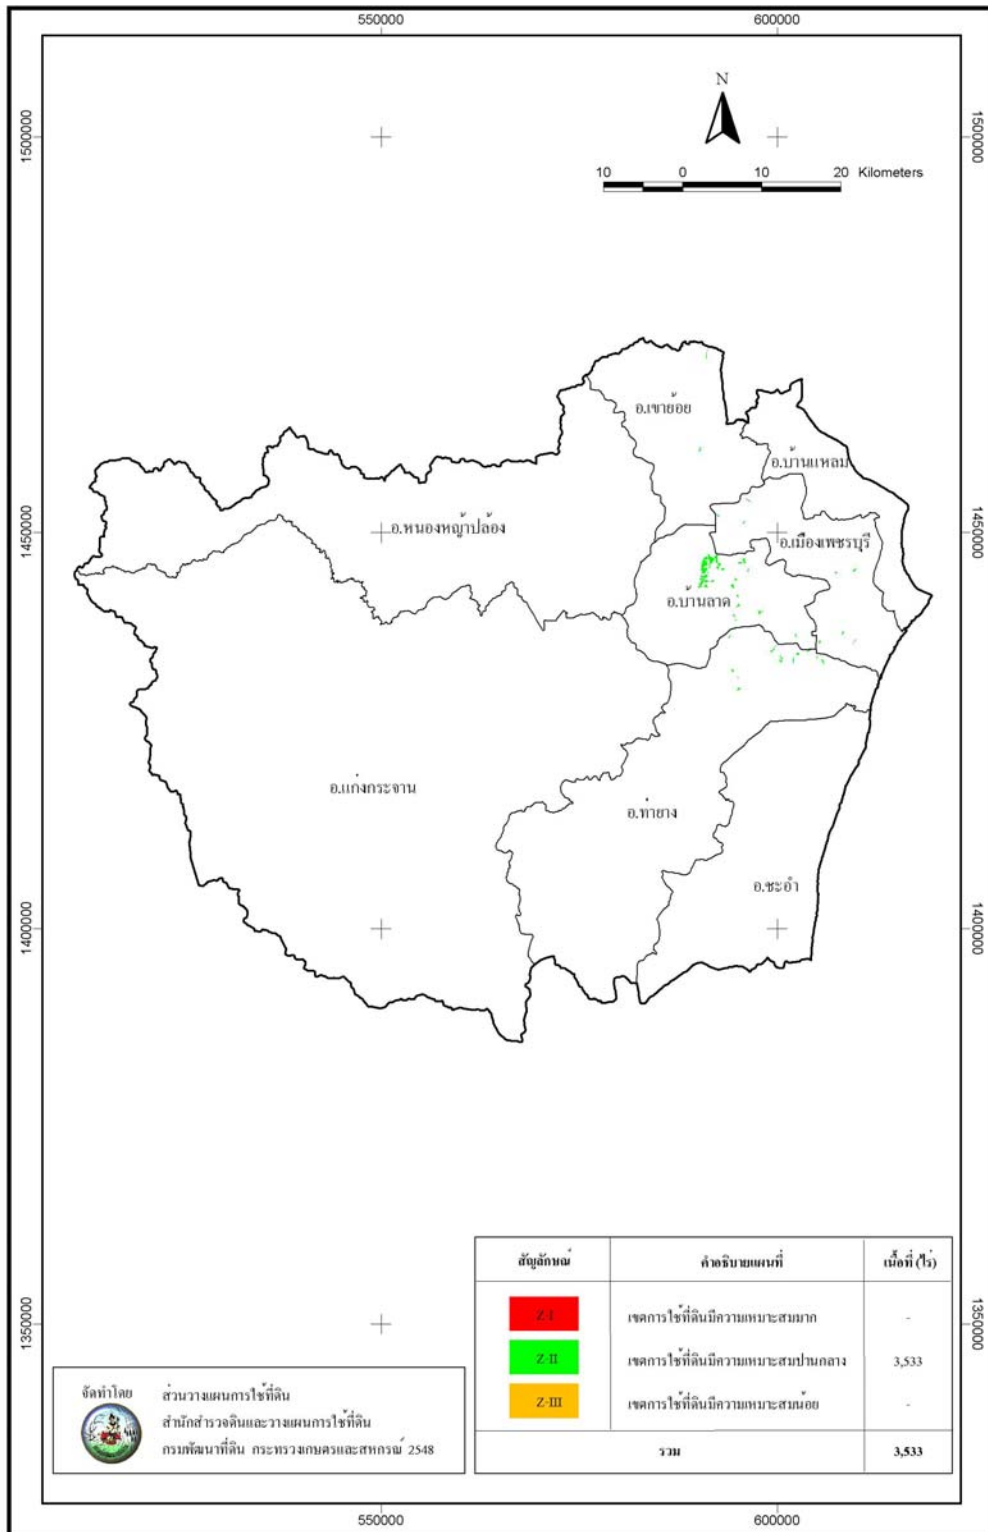 550000 600000
N
1500000 1500000
10 0 10 20 Kilometers
อ.เขาย้อย
อ.บ้านแหลม
อ.หนองหญ้าปล้อง
1450000 1450000
อ.เมืองเพชรบุรี
อ.บ้านลาด
อ.แก่งกระจาน
อ.ท่ายาง
อ.ชะอำ
1400000 1400000
สัญลักษณ์ คำอธิบายแผนที่ เนื้อที่ (ไร่)
Z-I เขตการใช้ที่ดินมีความเหมาะสมมาก -
1350000 1350000
Z-II เขตการใช้ที่ดินมีความเหมาะสมปานกลาง 3,533
Z-III เขตการใช้ที่ดินมีความเหมาะสมน้อย -
รวม 3,533
จัดทำโดย ส่วนวางแผนการใช้ที่ดิน
สำนักสำรวจดินและวางแผนการใช้ที่ดิน
กรมพัฒนาที่ดิน กระทรวงเกษตรและสหกรณ์ 2548
550000 600000